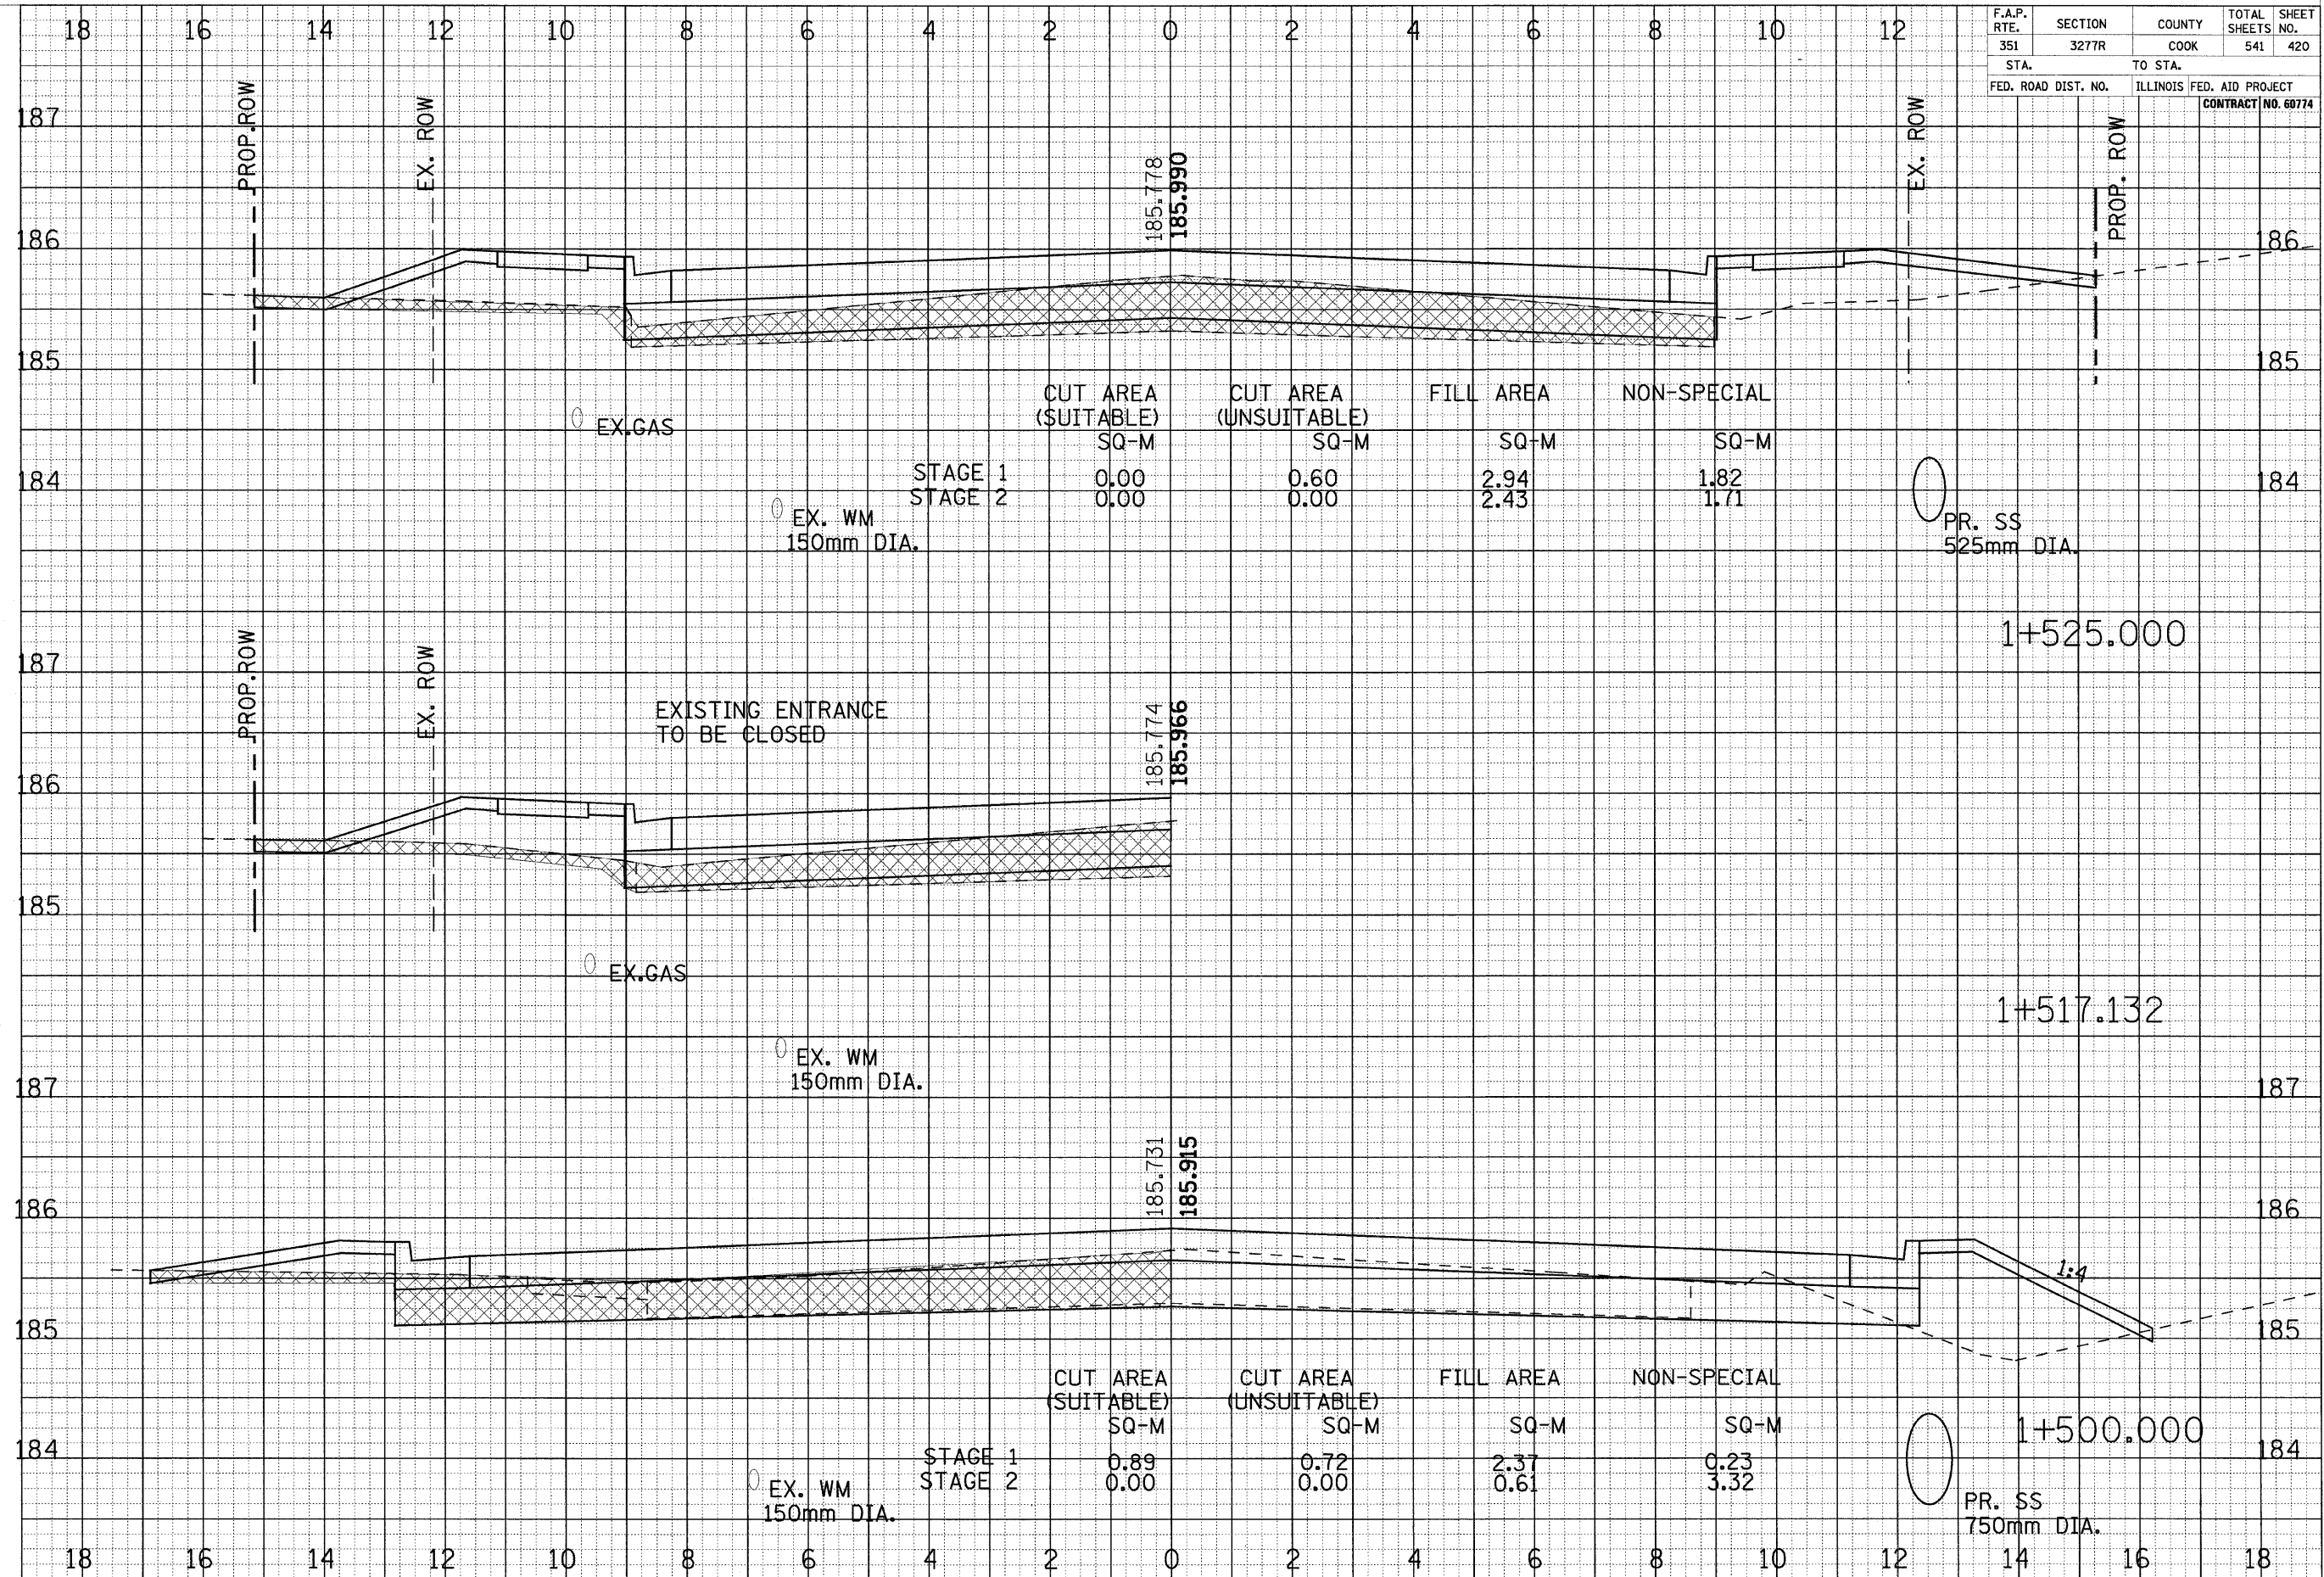 18 16 14 12 10 8 6 4 2 0 2 4 6 8 10 12
F.A.P. RTE. SECTION COUNTY TOTAL SHEETS SHEET NO.
351 3277R COOK 541 420
STA. TO STA.
FED. ROAD DIST. NO. ILLINOIS FED. AID PROJECT
CONTRACT NO. 60774
187
PROP.ROW
EX. ROW
185.778
185.990
EX. ROW
PROP. ROW
186 186
185 185
CUT AREA CUT AREA FILL AREA NON-SPECIAL
(SUITABLE) (UNSUITABLE)
EX.GAS
SQ-M SQ-M SQ-M SQ-M
STAGE 1 0.00 0.60 2.94 1.82
184 184
STAGE 2 0.00 0.00 2.43 1.71
EX. WM
150mm DIA.
PR. SS
525mm DIA.
1+525.000
187
PROP.ROW
EX. ROW
EXISTING ENTRANCE
TO BE CLOSED
185.774
185.966
186
185
EX.GAS
1+517.132
EX. WM
150mm DIA.
187 187
185.731
185.915
186 186
1:4
185 185
CUT AREA CUT AREA FILL AREA NON-SPECIAL
(SUITABLE) (UNSUITABLE)
SQ-M SQ-M SQ-M SQ-M
1+500.000
184 184
STAGE 1 0.89 0.72 2.37 0.23
STAGE 2 0.00 0.00 0.61 3.32
EX. WM
150mm DIA.
PR. SS
750mm DIA.
18 16 14 12 10 8 6 4 2 0 2 4 6 8 10 12 14 16 18